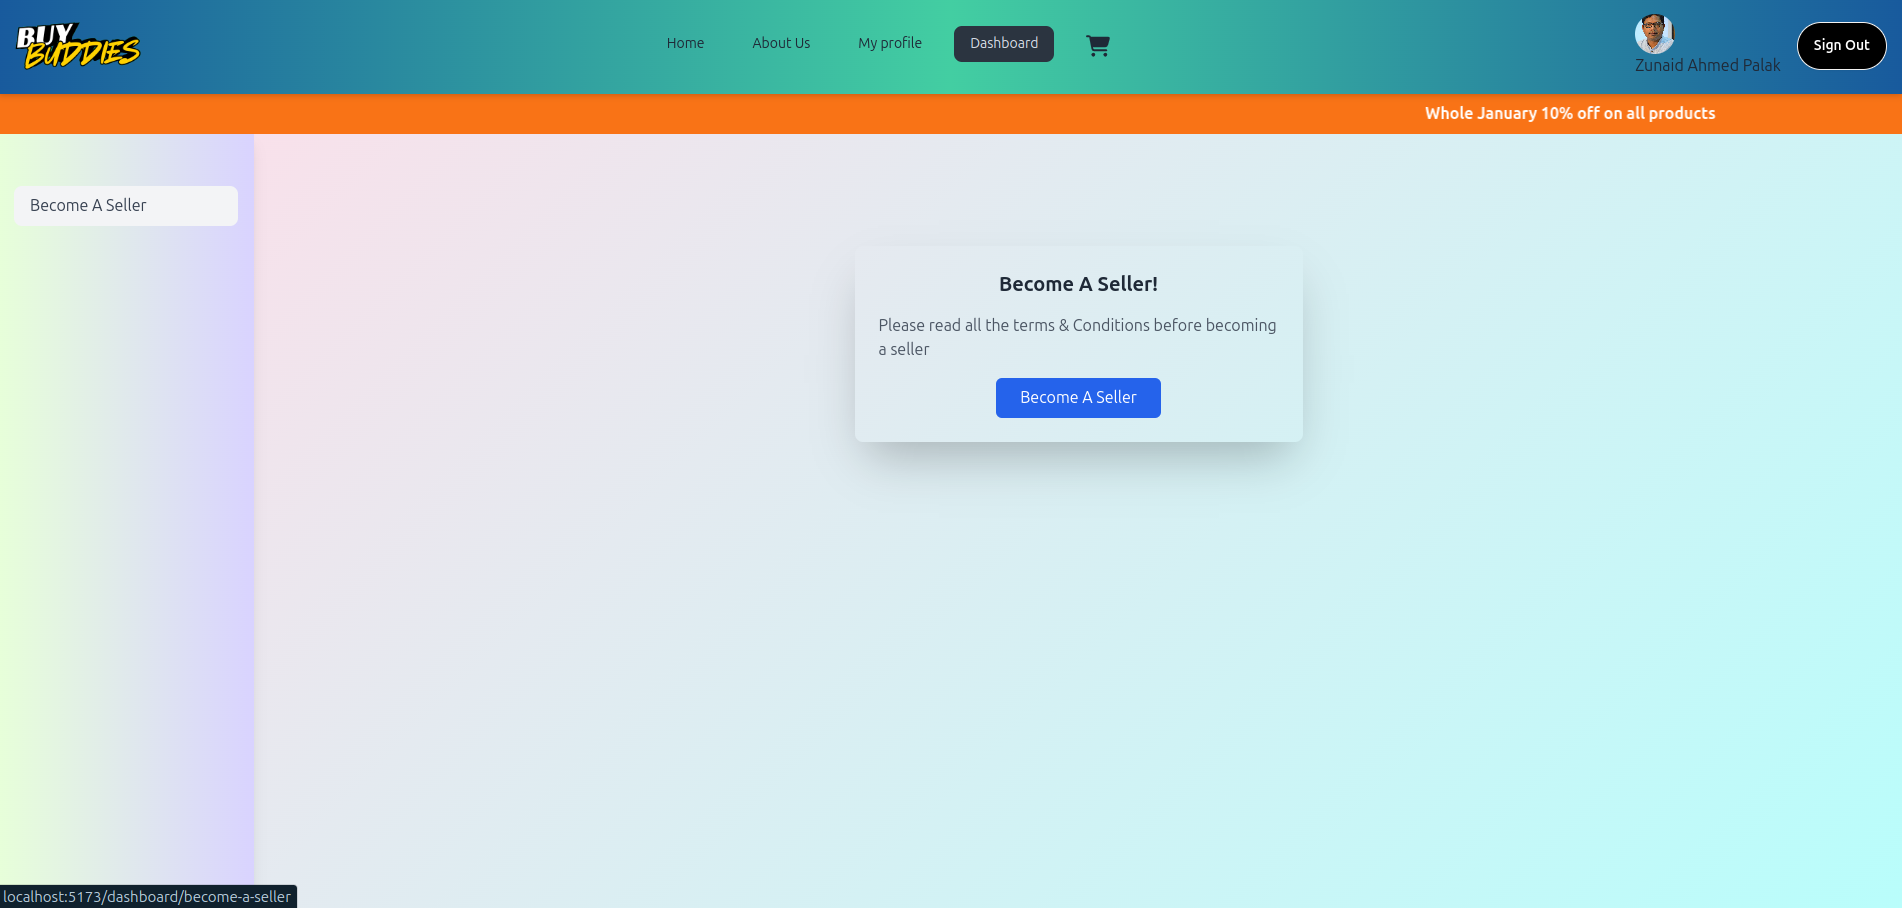 BUY
BUDDIES
Home
About Us
My profile
Dashboard
Zunaid Ahmed Palak
Sign Out
Whole January 10% off on all products
Become A Seller
Become A Seller!
Please read all the terms & Conditions before becoming
a seller
Become A Seller
localhost:5173/dashboard/become-a-seller